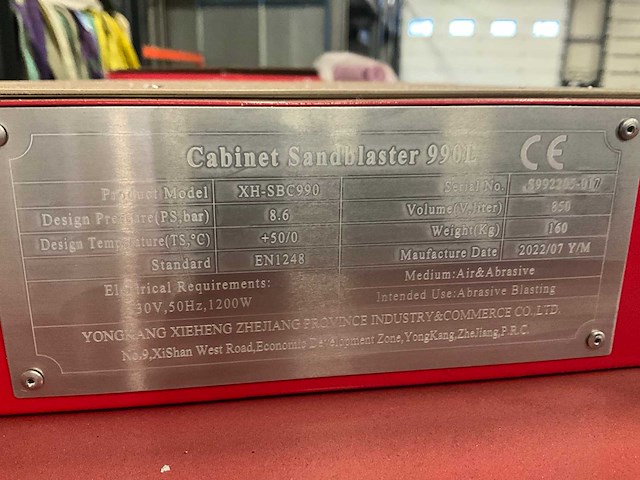 Cabinet Sandblaster 990L CE
Product Model XH-SBC990 Serial No.
Design Pressure(PS,bar) 8.6 Volume(V-liter) 850
Design Temperature(TS,°C) +50/0 Weight(Kg) 160
Standard EN1248 Maufacture Date 2022/07 Y/M
Electrical Requirements: Medium:Air&Abrasive
230V,50Hz,1200W Intended Use:Abrasive Blasting
YONGKANG XIEHENG ZHEJIANG PROVINCE INDUSTRY&COMMERCE CO.,LTD.
No.9,XiShan West Road,Economic Development Zone,YongKang,ZheJiang,P.R.C.